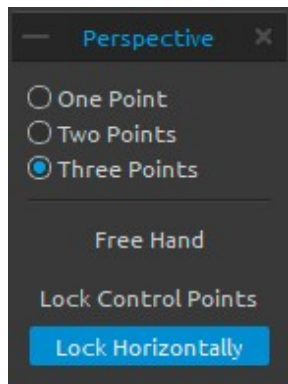 Perspective
One Point
Two Points
Three Points
Free Hand
Lock Control Points
Lock Horizontally